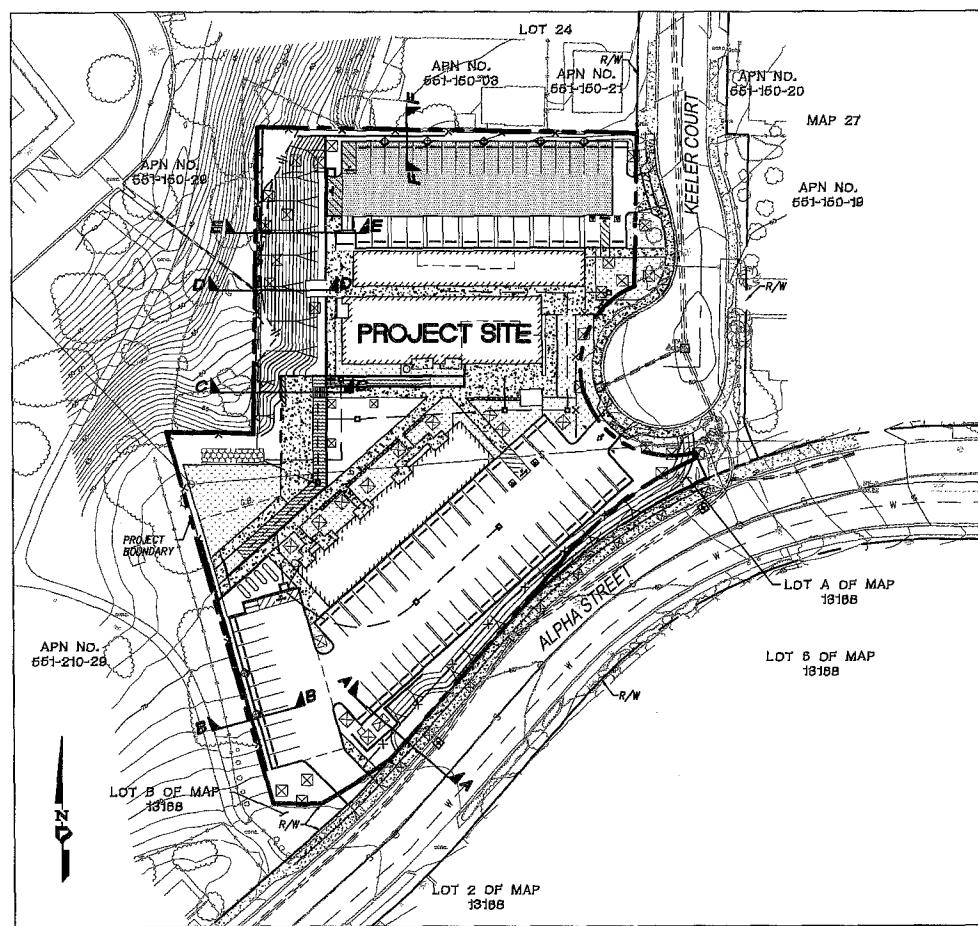 LOT 24
R/W
APN NO.
551-150-03
APN NO.
551-150-21
APN NO.
551-150-20
MAP 27
KEELER COURT
APN NO.
551-150-29
APN NO.
551-150-19
R/W
F
F
E
E
D
D
PROJECT SITE
C
C
PROJECT
BOUNDARY
W
W
W
LOT A OF MAP
13188
ALPHA STREET
APN NO.
551-210-29
LOT 6 OF MAP
13188
R/W
W
B
B
A
A
W
LOT B OF MAP
13188
R/W
N
LOT 2 OF MAP
13188